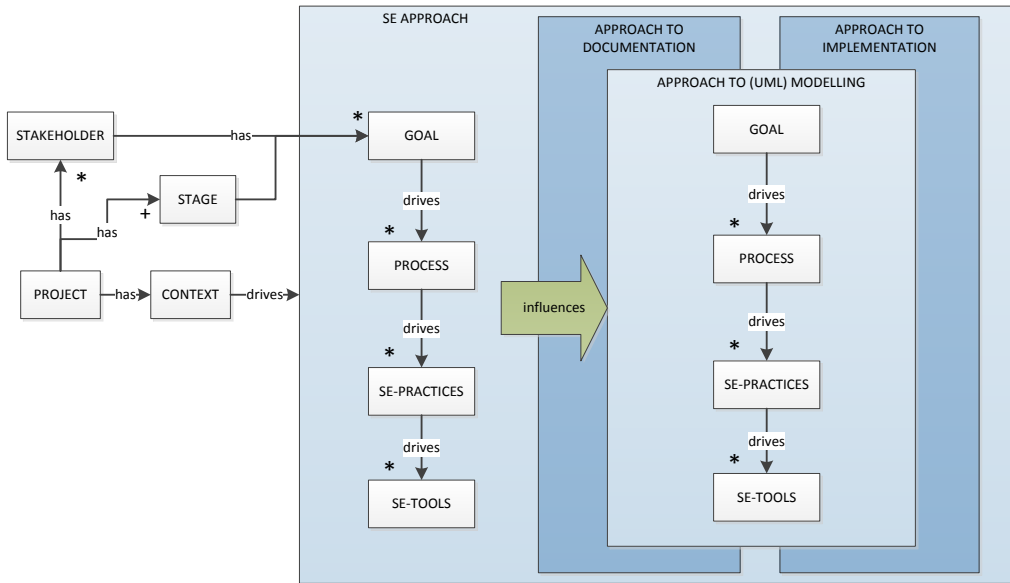 SE APPROACH
APPROACH TO
DOCUMENTATION
APPROACH TO
IMPLEMENTATION
APPROACH TO (UML) MODELLING
STAKEHOLDER
has
*
GOAL
GOAL
*
STAGE
+
has
has
drives
drives
*
*
PROJECT
has
CONTEXT
drives
PROCESS
PROCESS
influences
drives
drives
*
*
SE-PRACTICES
SE-PRACTICES
drives
drives
*
*
SE-TOOLS
SE-TOOLS